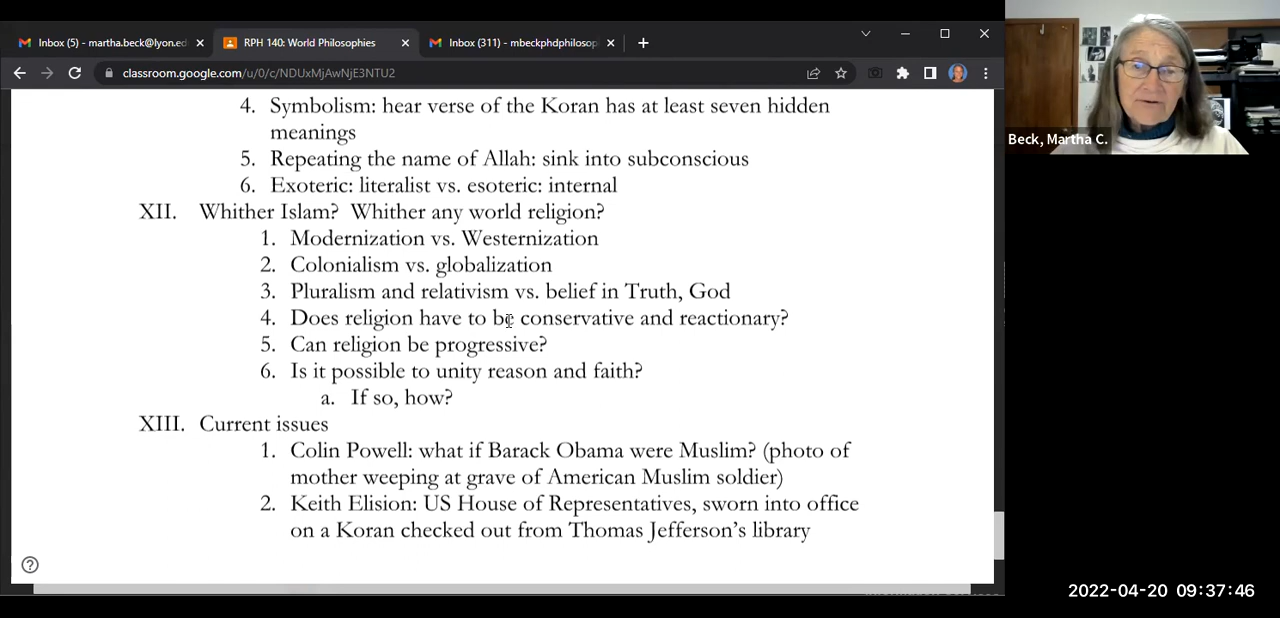 Inbox (5) - martha.beck@lyon.ed
RPH 140: World Philosophies
Inbox (311) - mbeckphdphilosop
classroom.google.com/u/0/c/NDUxMjAwNjE3NTU2
Beck, Martha C.
4. Symbolism: hear verse of the Koran has at least seven hidden
meanings
5. Repeating the name of Allah: sink into subconscious
6. Exoteric: literalist vs. esoteric: internal
XII. Whither Islam? Whither any world religion?
1. Modernization vs. Westernization
2. Colonialism vs. globalization
3. Pluralism and relativism vs. belief in Truth, God
4. Does religion have to be conservative and reactionary?
5. Can religion be progressive?
6. Is it possible to unity reason and faith?
a. If so, how?
XIII. Current issues
1. Colin Powell: what if Barack Obama were Muslim? (photo of
mother weeping at grave of American Muslim soldier)
2. Keith Elision: US House of Representatives, sworn into office
on a Koran checked out from Thomas Jefferson's library
2022-04-20 09:37:46